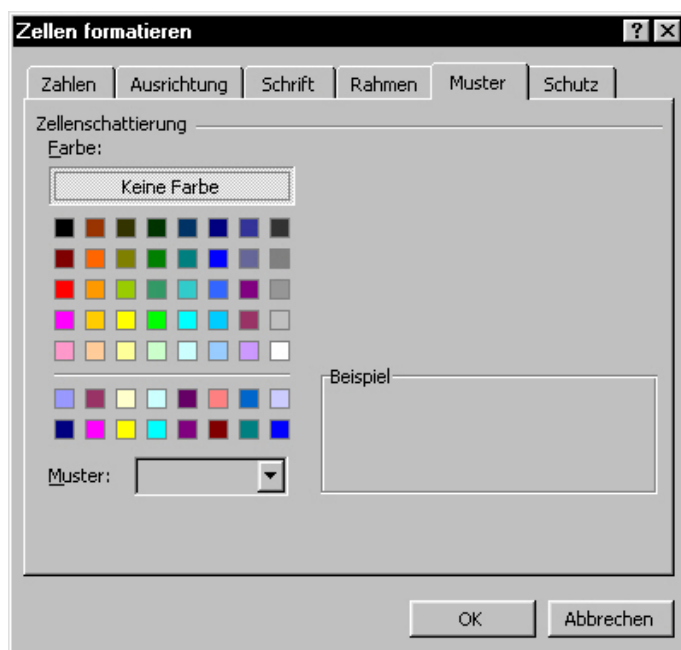 Zellen formatieren
Zahlen Ausrichtung Schrift Rahmen Muster Schutz
Zellenschattierung
Farbe:
Keine Farbe
Beispiel
Muster:
OK Abbrechen